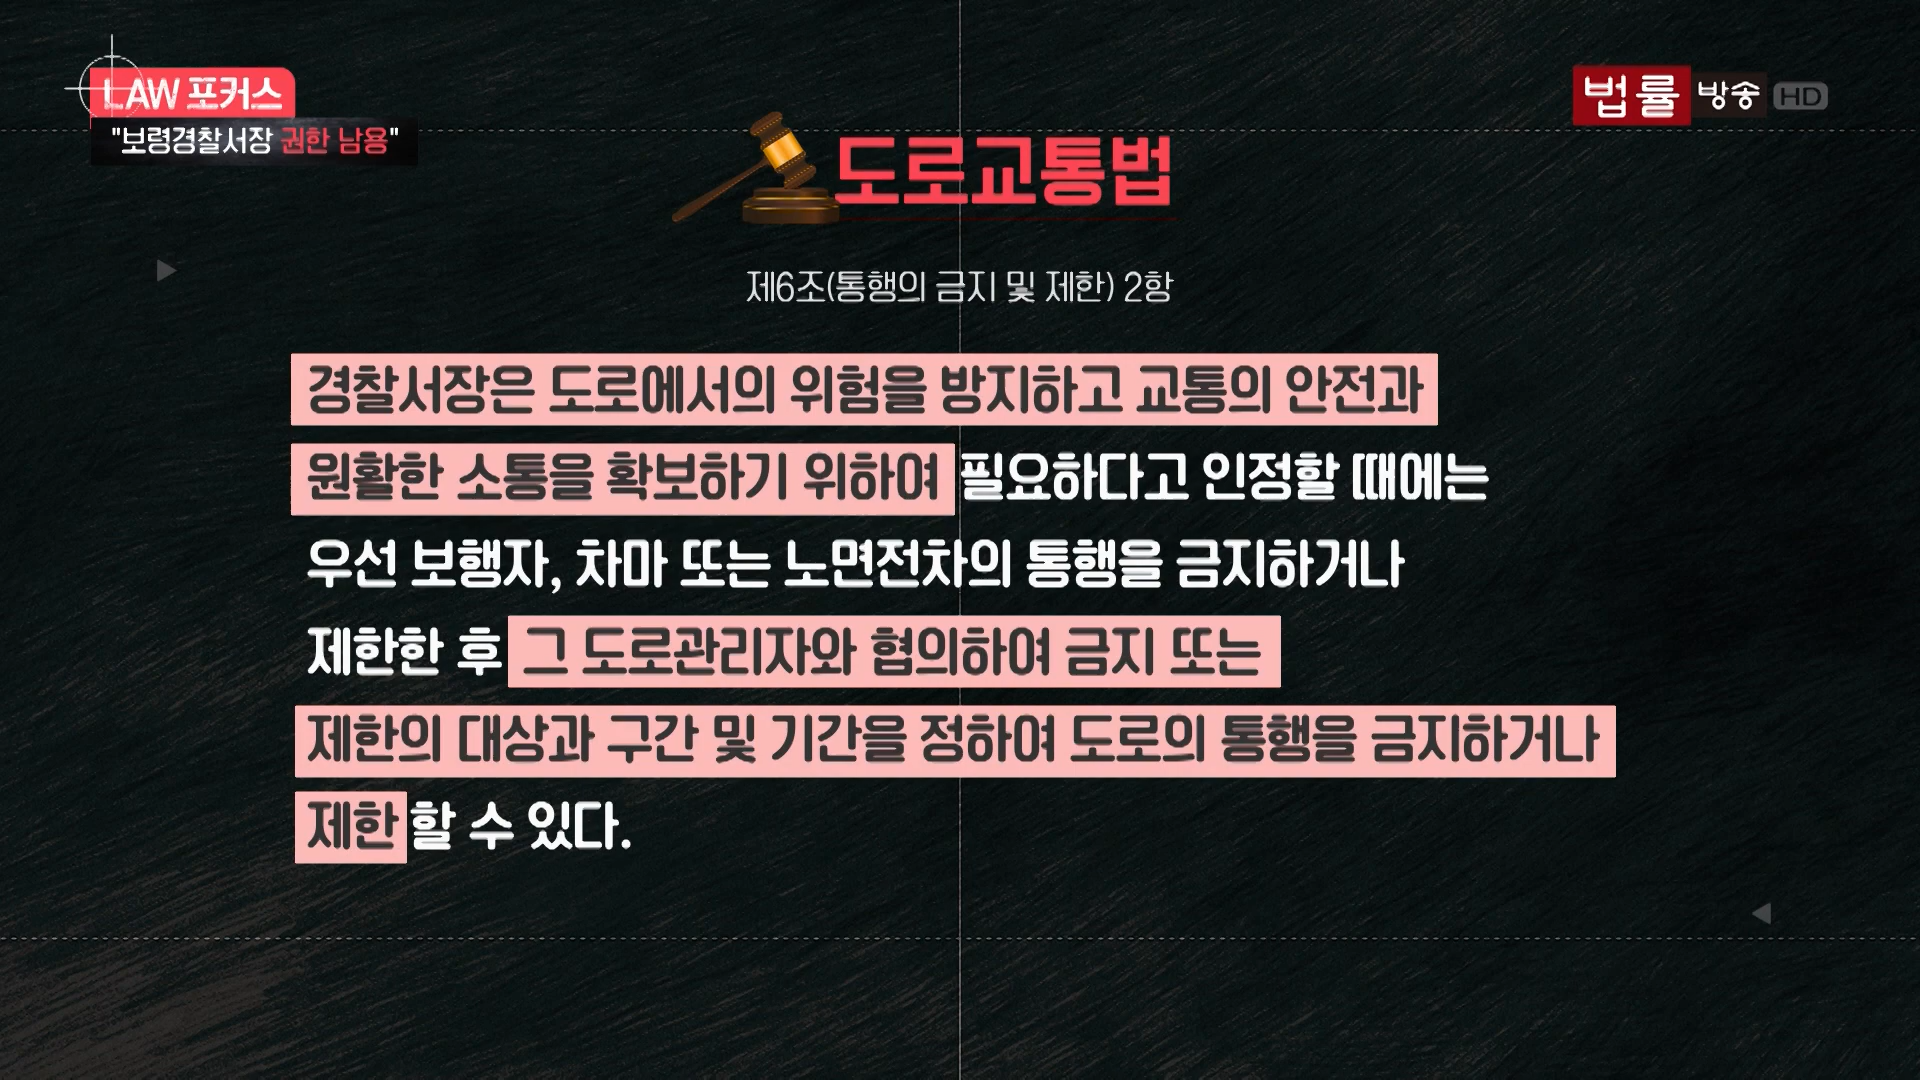 LAW 포커스
"보령경찰서장 권한 남용"
법률방송 HD
도로교통법
제6조(통행의 금지 및 제한) 2항
경찰서장은 도로에서의 위험을 방지하고 교통의 안전과
원활한 소통을 확보하기 위하여 필요하다고 인정할 때에는
우선 보행자, 차마 또는 노면전차의 통행을 금지하거나
제한한 후 그 도로관리자와 협의하여 금지 또는
제한의 대상과 구간 및 기간을 정하여 도로의 통행을 금지하거나
제한할 수 있다.